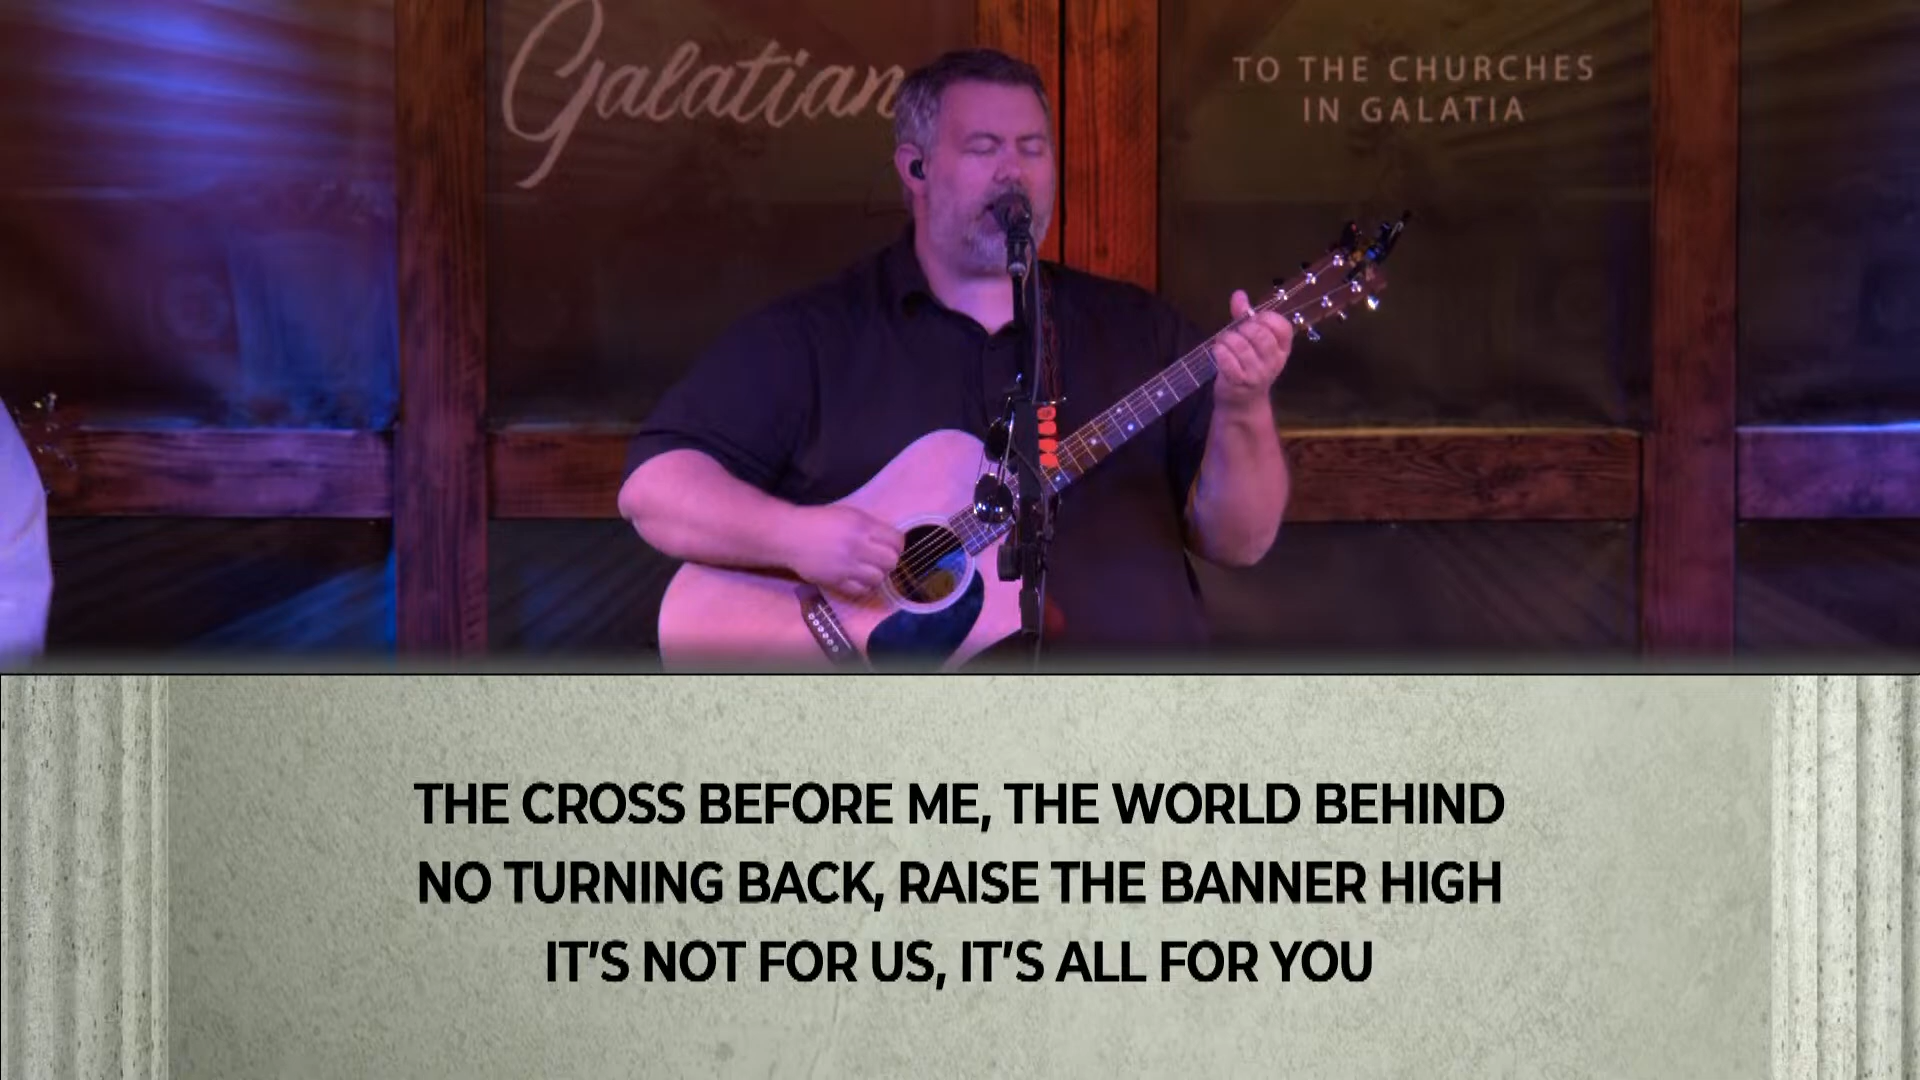 Galatian
TO THE CHURCHES
IN GALATIA
THE CROSS BEFORE ME, THE WORLD BEHIND
NO TURNING BACK, RAISE THE BANNER HIGH
IT'S NOT FOR US, IT'S ALL FOR YOU